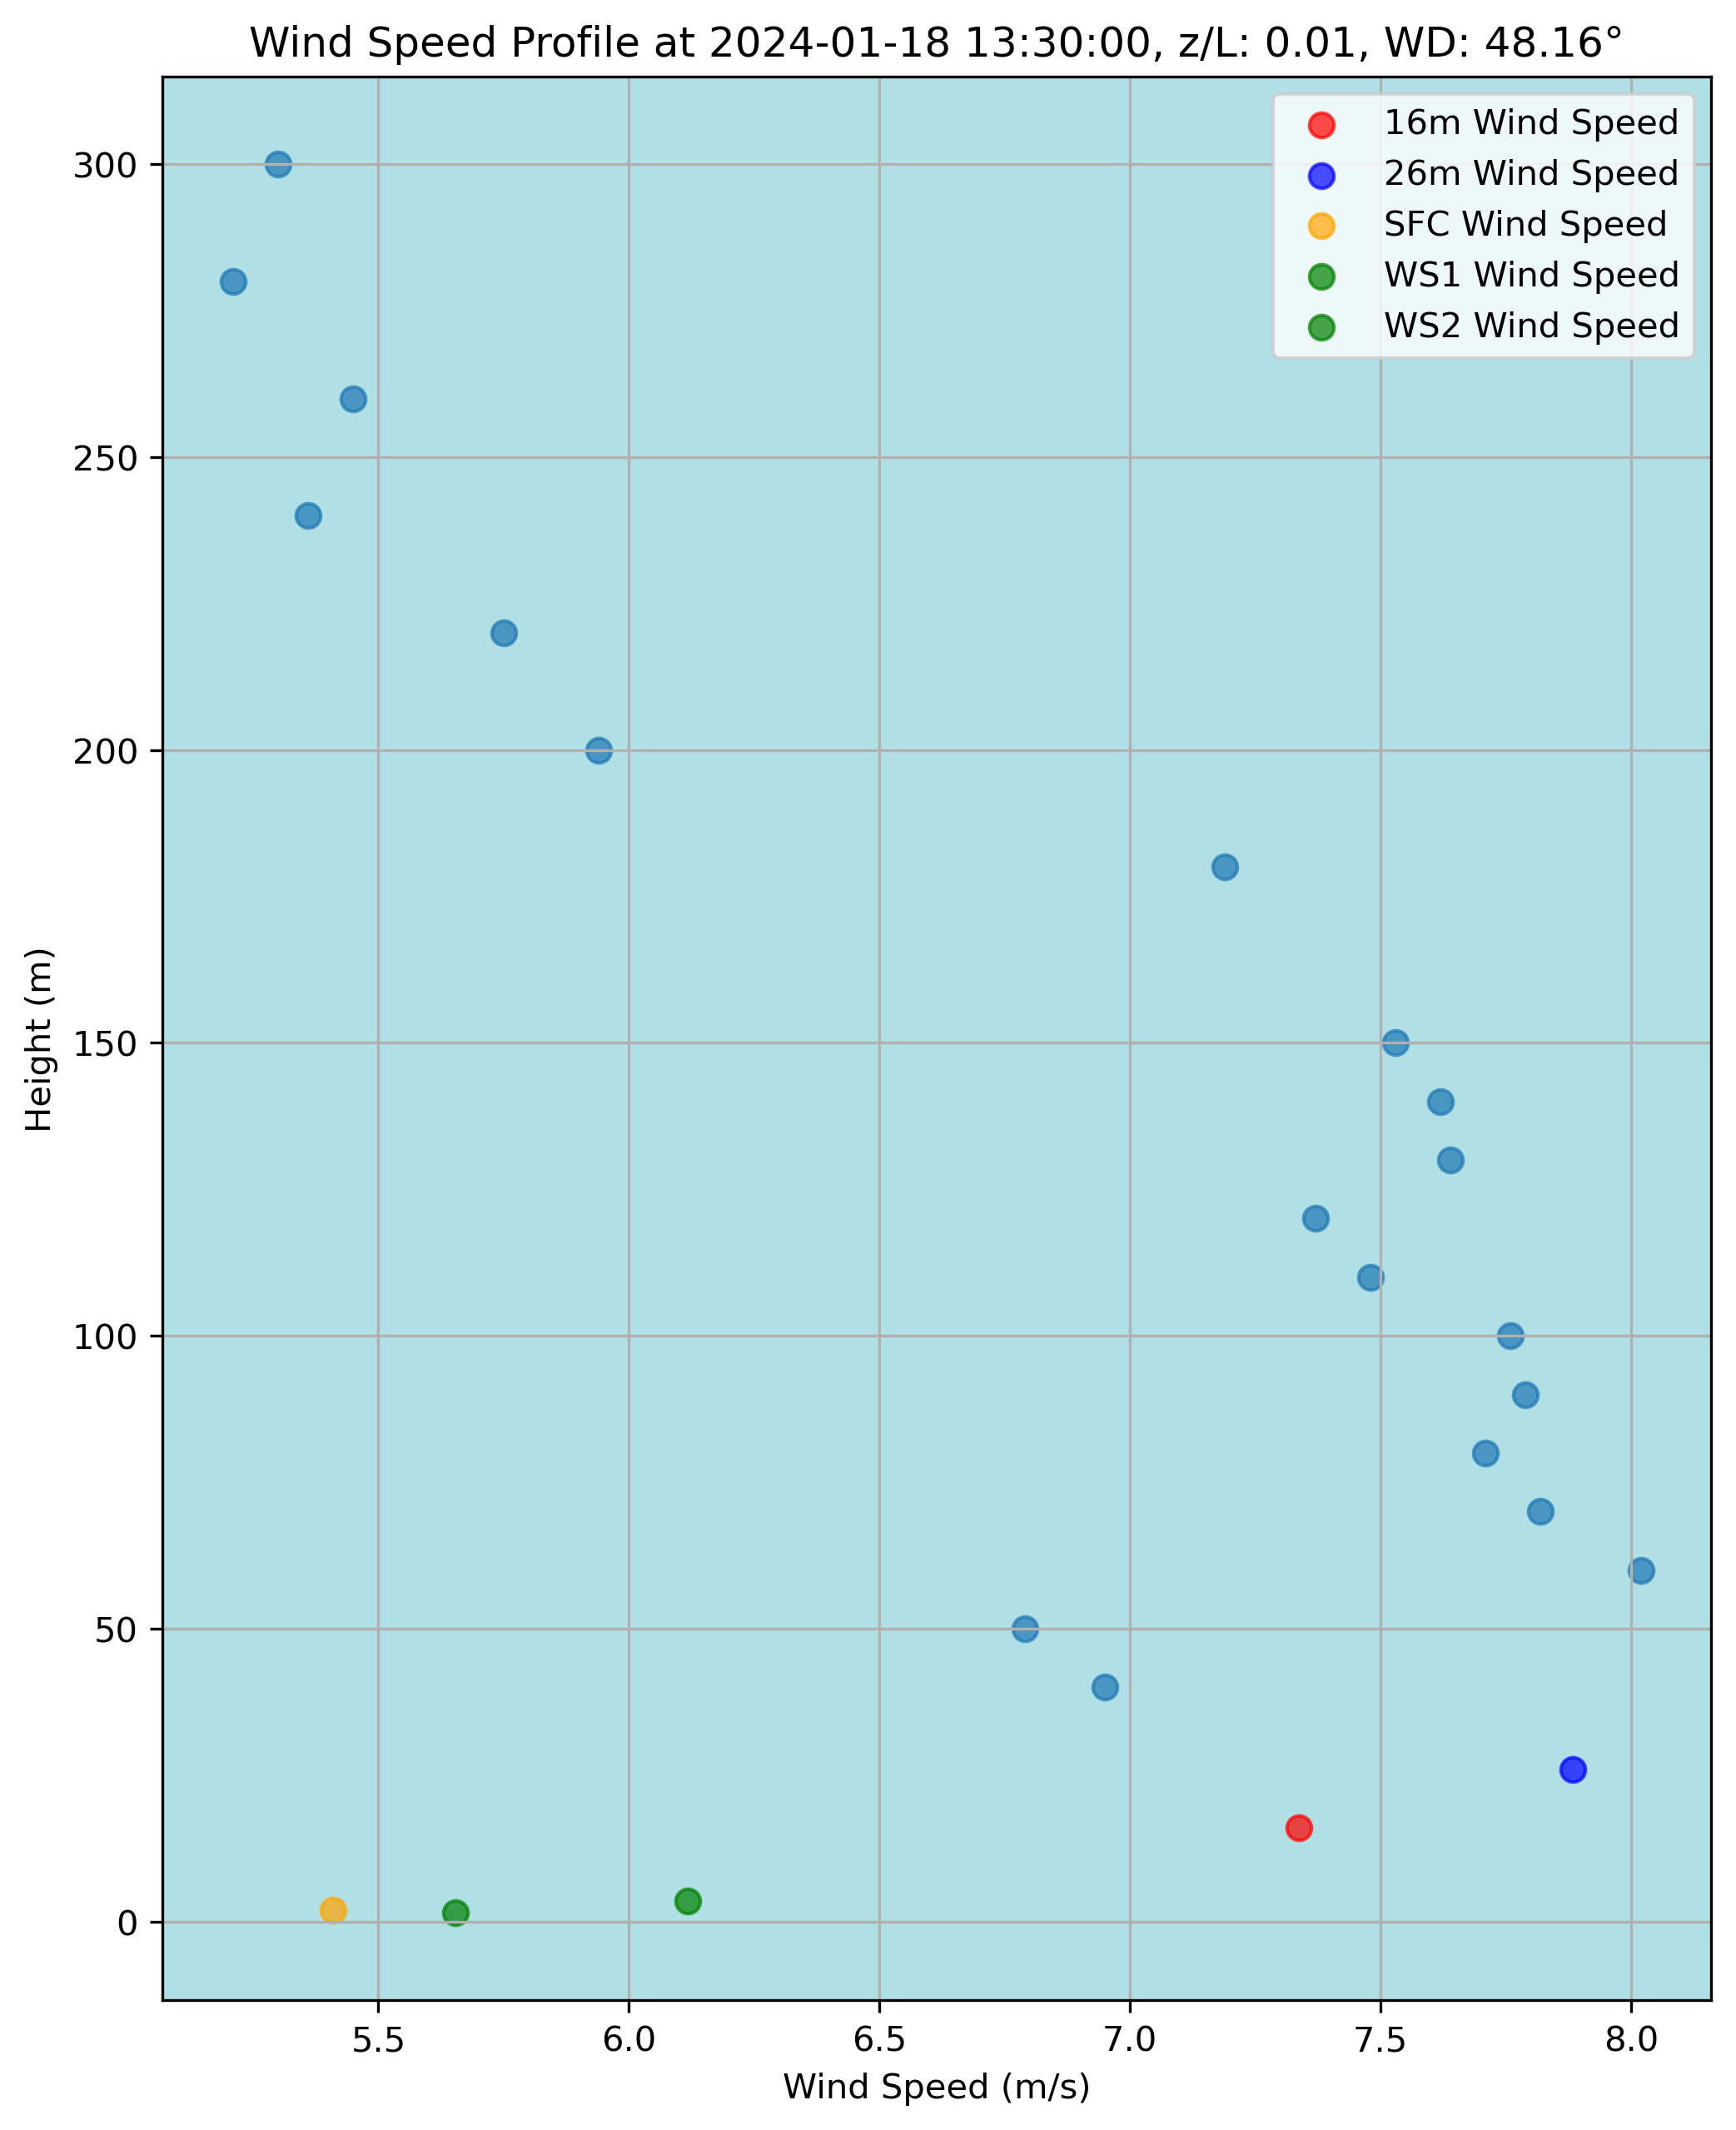 Wind Speed Profile at 2024-01-18 13:30:00, z/L: 0.01, WD: 48.16°
16m Wind Speed
26m Wind Speed
SFC Wind Speed
WS1 Wind Speed
WS2 Wind Speed
300
250
200
150
100
50
0
Height (m)
5.5 6.0 6.5 7.0 7.5 8.0
Wind Speed (m/s)